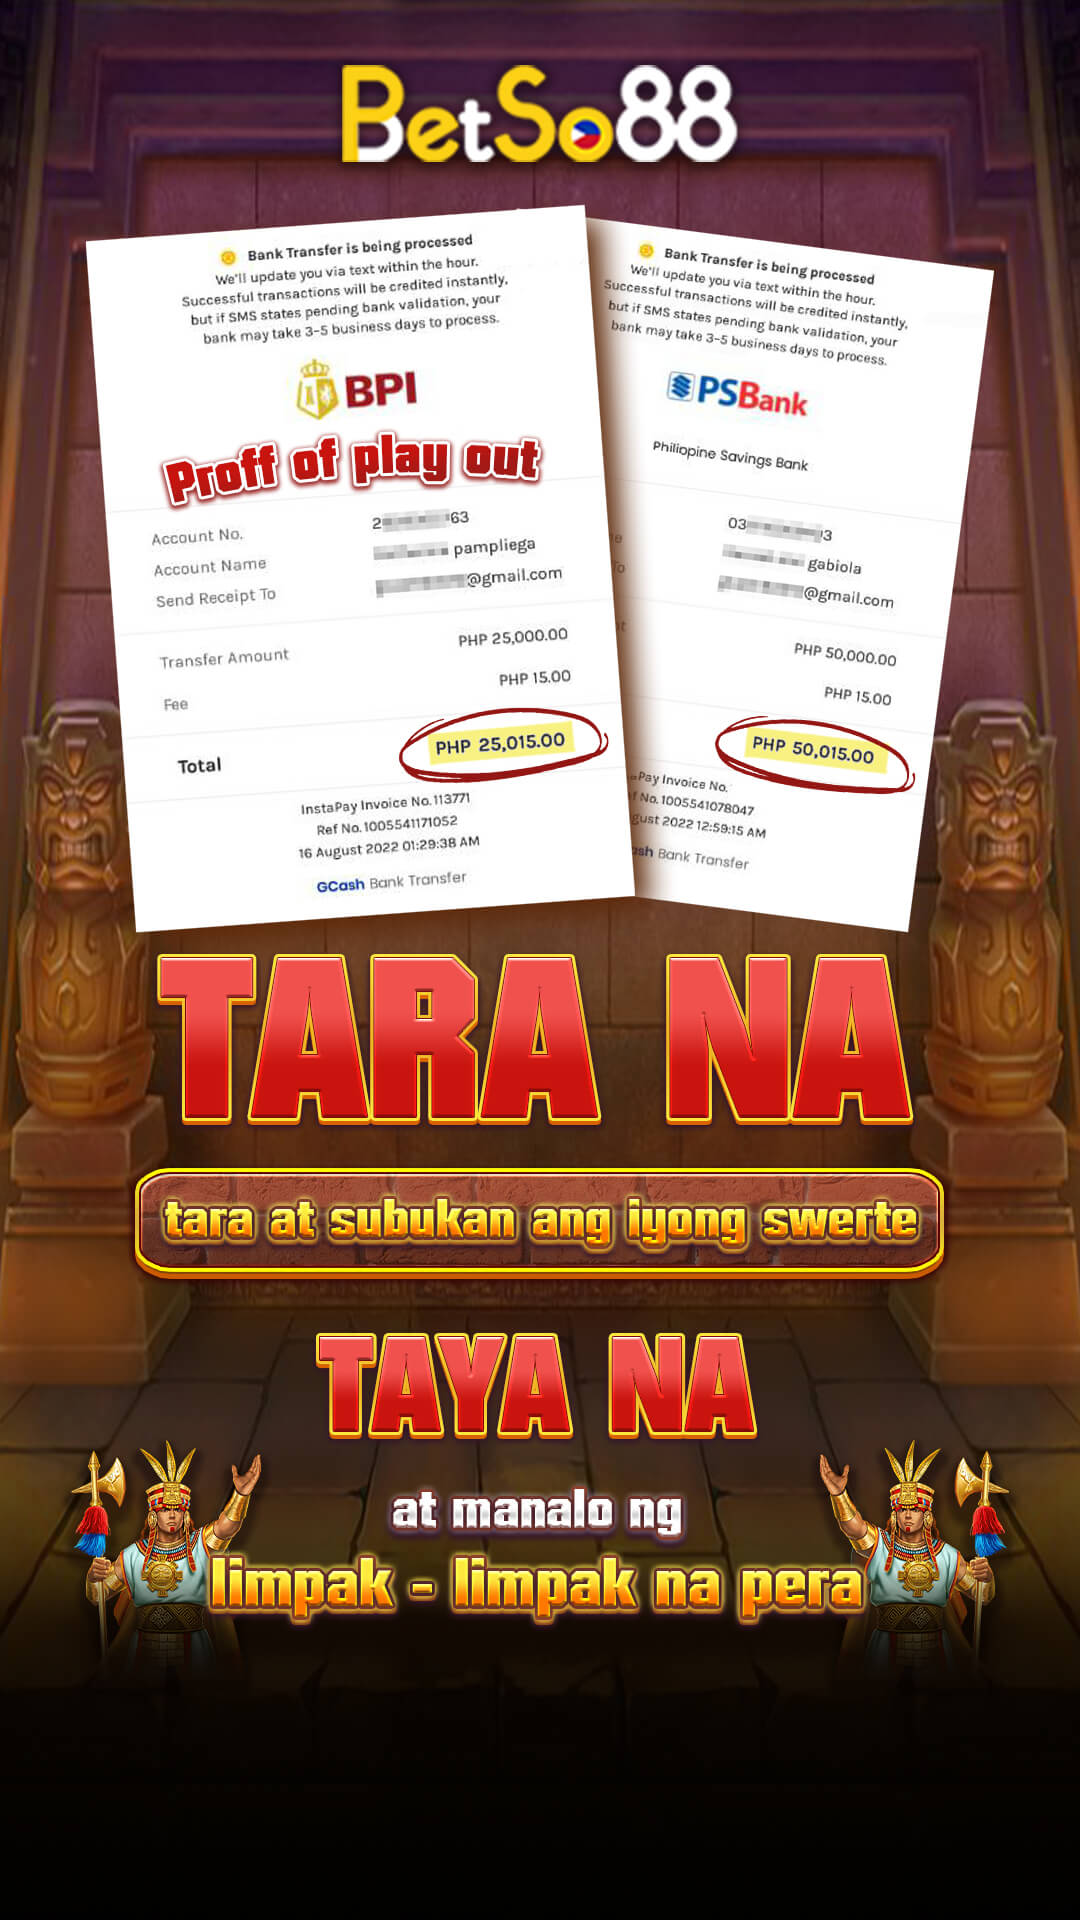 BetSo88
Bank Transfer is being processed
We'll update you via text within the hour.
Successful transactions will be credited instantly,
but if SMS states pending bank validation, your
bank may take 3-5 business days to process.
BPI
Proff of play out
Account No. 2 63
Account Name pampliega
Send Receipt To @gmail.com
Transfer Amount PHP 25,000.00
Fee PHP 15.00
Total PHP 25,015.00
InstaPay Invoice No. 113771
Ref No. 1005541171052
16 August 2022 01:29:38 AM
GCash Bank Transfer
Bank Transfer is being processed
We'll update you via text within the hour.
Successful transactions will be credited instantly,
but if SMS states pending bank validation, your
bank may take 3-5 business days to process.
PSBank
Philiopine Savings Bank
03 3
gabiola
@gmail.com
PHP 50,000.00
PHP 15.00
PHP 50,015.00
Pay Invoice No.
No. 1005541078047
gust 2022 12:59:15 AM
ash Bank Transfer
TARA NA
tara at subukan ang iyong swerte
TAYA NA
at manalo ng
limpak - limpak na pera